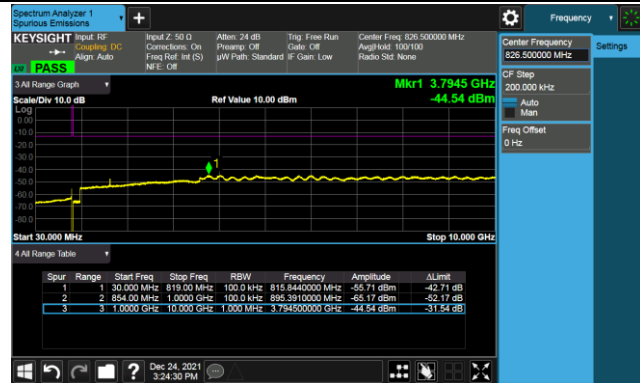 Spectrum Analyzer 1
Spurious Emissions
Frequency
KEYSIGHT Input: RF
Coupling: DC
Align: Auto
Input Z: 50 Ω
Corrections: On
Freq Ref: Int (S)
NFE: Off
Atten: 24 dB
Preamp: Off
µW Path: Standard
Trig: Free Run
Gate: Off
IF Gain: Low
Center Freq: 826.500000 MHz
Avg|Hold: 100/100
Radio Std: None
PASS
Center Frequency
826.500000 MHz
Settings
CF Step
200.000 kHz
Auto
Man
Freq Offset
0 Hz
3 All Range Graph
Mkr1 3.7945 GHz
-44.54 dBm
Scale/Div 10.0 dB
Ref Value 10.00 dBm
Log
0.00
-10.0
-20.0
-30.0
-40.0
-50.0
-60.0
-70.0
-80.0
1
Start 30.000 MHz
Stop 10.000 GHz
4 All Range Table
Spur Range Start Freq Stop Freq RBW Frequency Amplitude ΔLimit
1 1 30.000 MHz 819.00 MHz 100.0 kHz 815.8440000 MHz -55.71 dBm -42.71 dB
2 2 854.00 MHz 1.0000 GHz 100.0 kHz 895.3910000 MHz -65.17 dBm -52.17 dB
3 3 1.0000 GHz 10.000 GHz 1.000 MHz 3.794500000 GHz -44.54 dBm -31.54 dB
?
Dec 24, 2021
3:24:30 PM